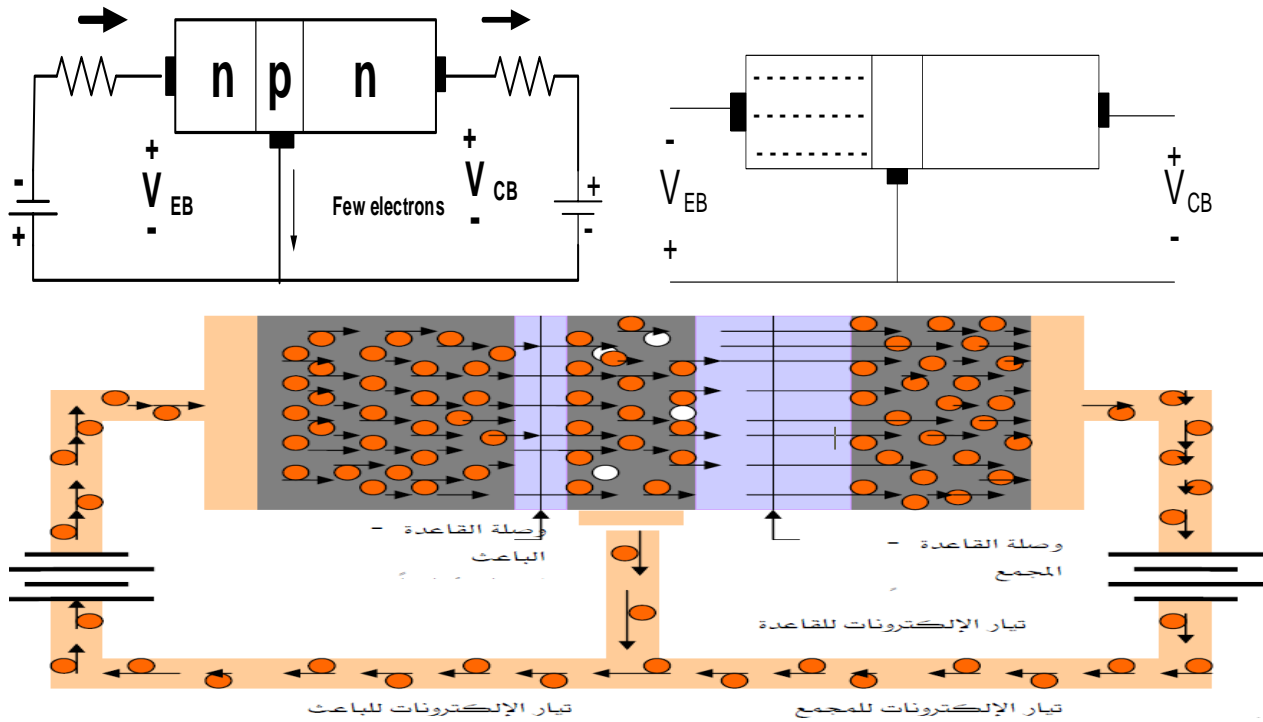 n p n
+
V EB
-
+
V CB
-
-
+
+
-
Few electrons
-
V EB
+
+
V CB
-
وصلة القاعدة -
الباعث
وصلة القاعدة -
المجمع
تيار الإلكترونات للقاعدة
تيار الإلكترونات للباعث
تيار الإلكترونات للمجمع